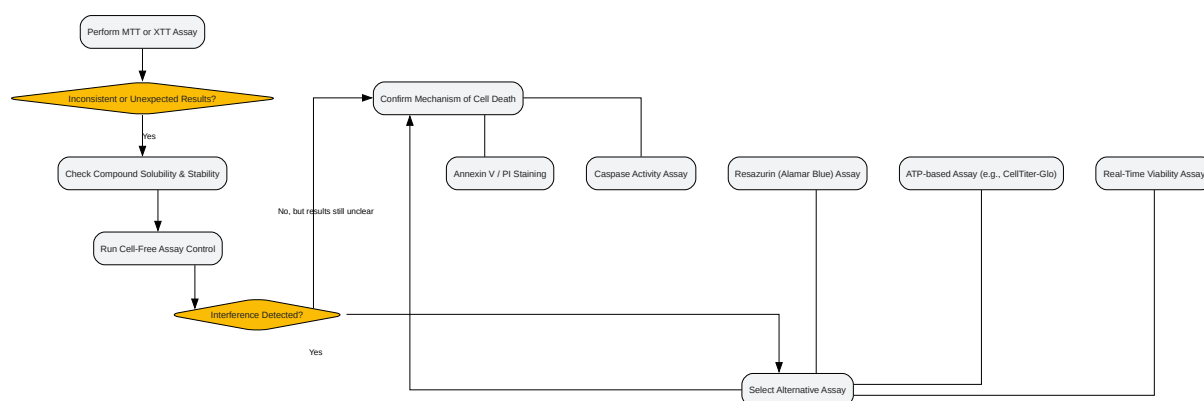 Perform MTT or XTT Assay
Inconsistent or Unexpected Results?
Yes
Check Compound Solubility & Stability
Run Cell-Free Assay Control
Interference Detected?
No, but results still unclear
Yes
Confirm Mechanism of Cell Death
Annexin V / PI Staining
Caspase Activity Assay
Resazurin (Alamar Blue) Assay
ATP-based Assay (e.g., CellTiter-Glo)
Real-Time Viability Assay
Select Alternative Assay